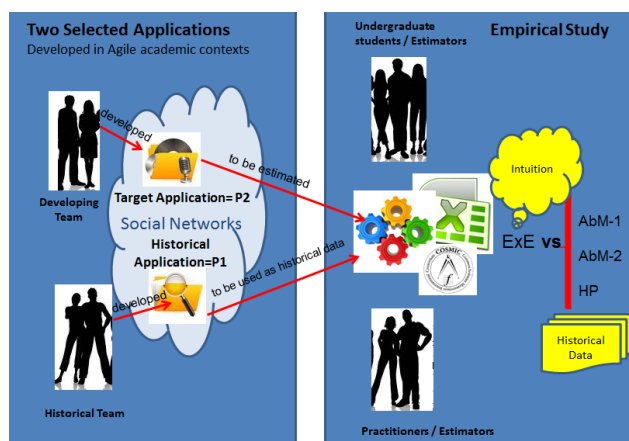 Two Selected Applications
Developed in Agile academic contexts
developed
Developing
Team
to be estimated
Target Application= P2
Social Networks
Historical
Application=P1
developed
to be used as historical data
Historical Team
Undergraduate
students / Estimators
Empirical Study
Intuition
ExE vs.
AbM-1
AbM-2
HP
COSMIC
Historical
Data
Practitioners / Estimators